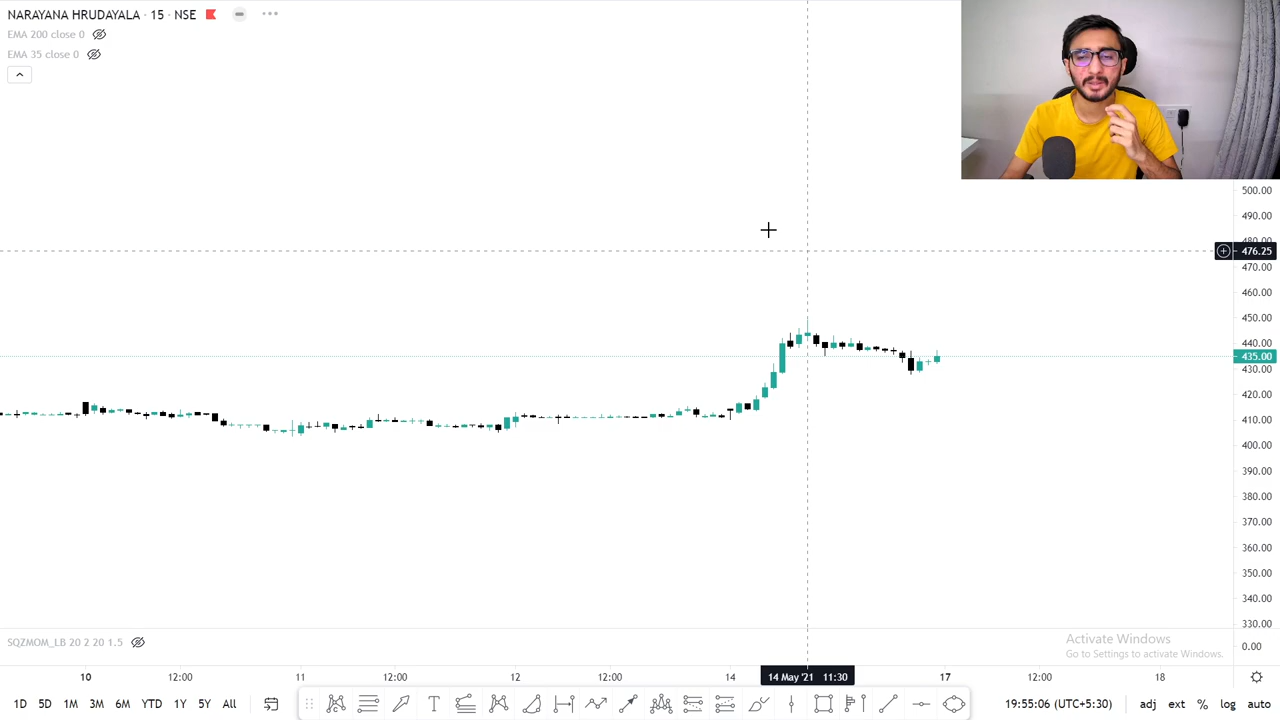 NARAYANA HRUDAYALA · 15 · NSE
EMA 200 close 0
EMA 35 close 0
500.00
490.00
480.00
476.25
470.00
460.00
450.00
440.00
435.00
430.00
420.00
410.00
400.00
390.00
380.00
370.00
360.00
350.00
340.00
330.00
SQZMOM_LB 20 2 20 1.5
0.00
Activate Windows
Go to Settings to activate Windows.
10 12:00 11 12:00 12 12:00 14 14 May '21 11:30 17 12:00 18
1D 5D 1M 3M 6M YTD 1Y 5Y All T 19:55:06 (UTC+5:30) adj ext % log auto